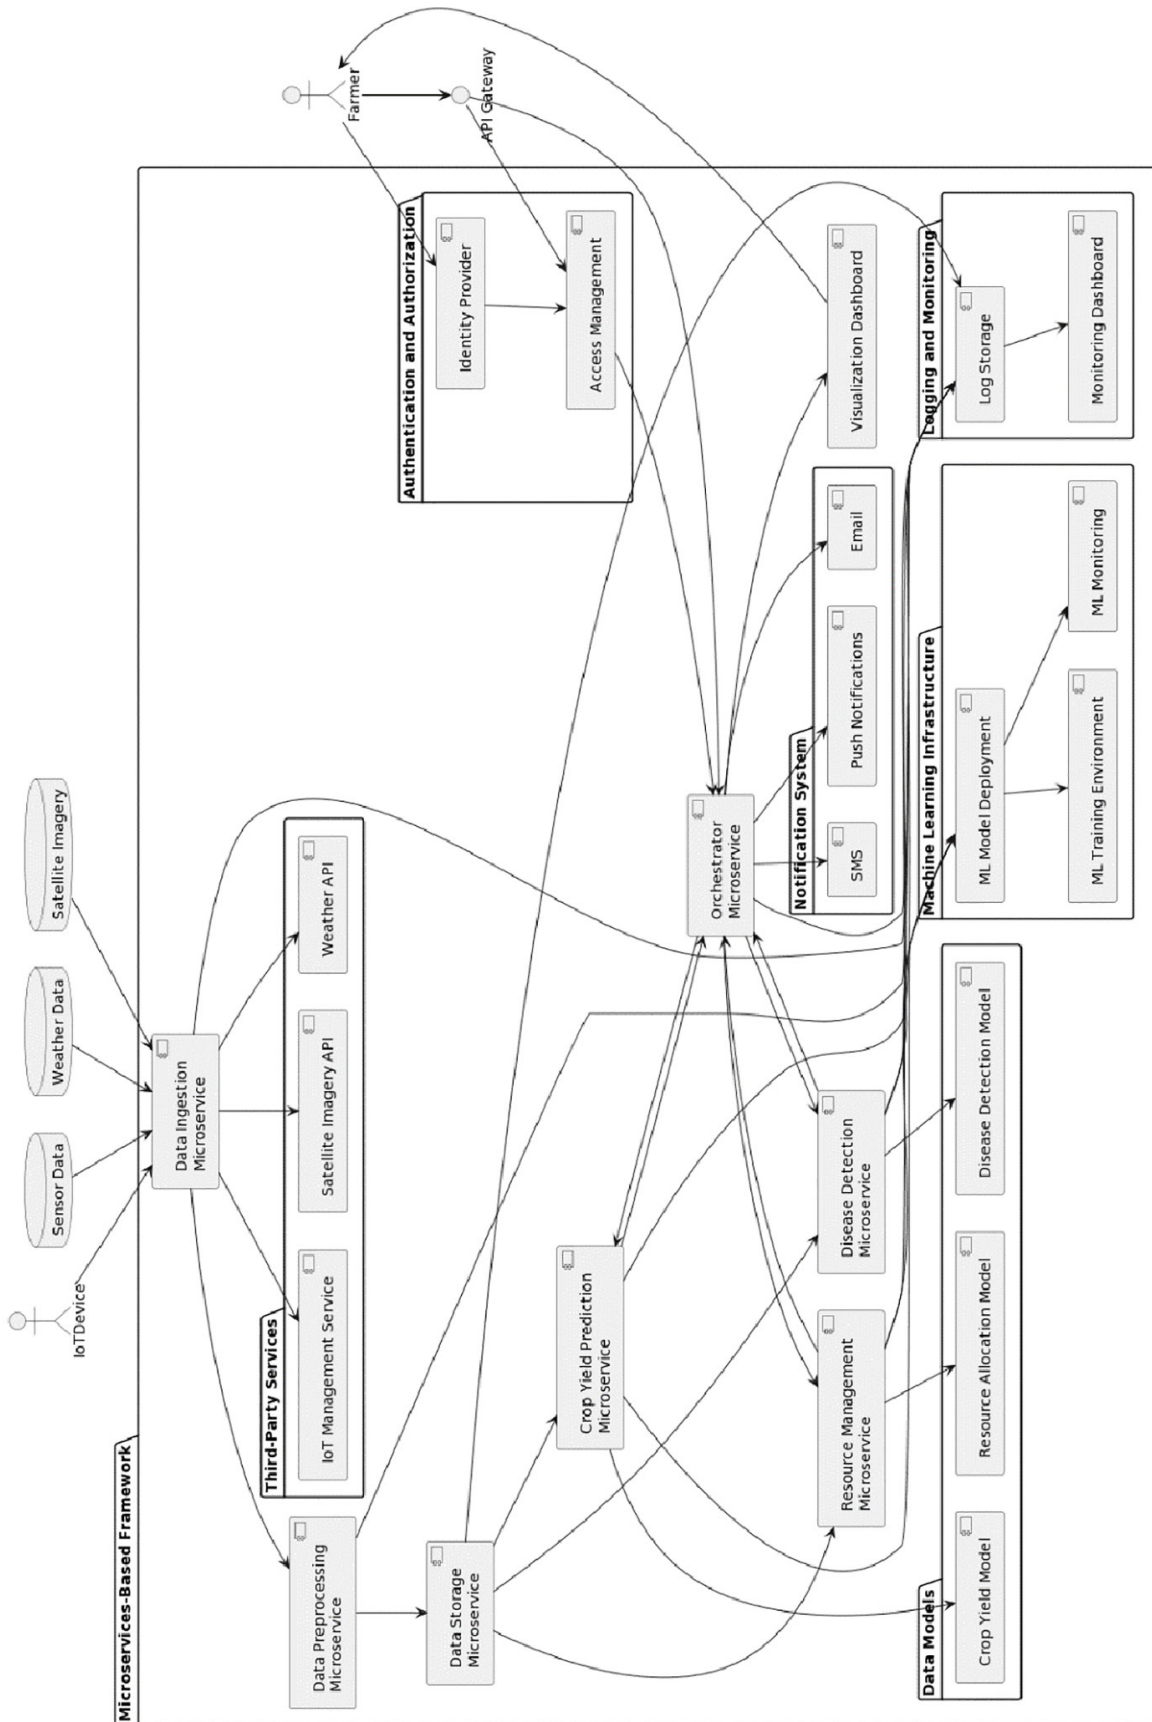 Microservices-Based Framework
IoTDevice
Sensor Data
Weather Data
Satellite Imagery
Data Ingestion
Microservice
Third-Party Services
IoT Management Service
Satellite Imagery API
Weather API
Data Preprocessing
Microservice
Data Storage
Microservice
Farmer
API Gateway
Authentication and Authorization
Identity Provider
Access Management
Crop Yield Prediction
Microservice
Orchestrator
Microservice
Resource Management
Microservice
Disease Detection
Microservice
Notification System
SMS
Push Notifications
Email
Visualization Dashboard
Data Models
Crop Yield Model
Resource Allocation Model
Disease Detection Model
Machine Learning Infrastructure
ML Model Deployment
ML Training Environment
ML Monitoring
Logging and Monitoring
Log Storage
Monitoring Dashboard